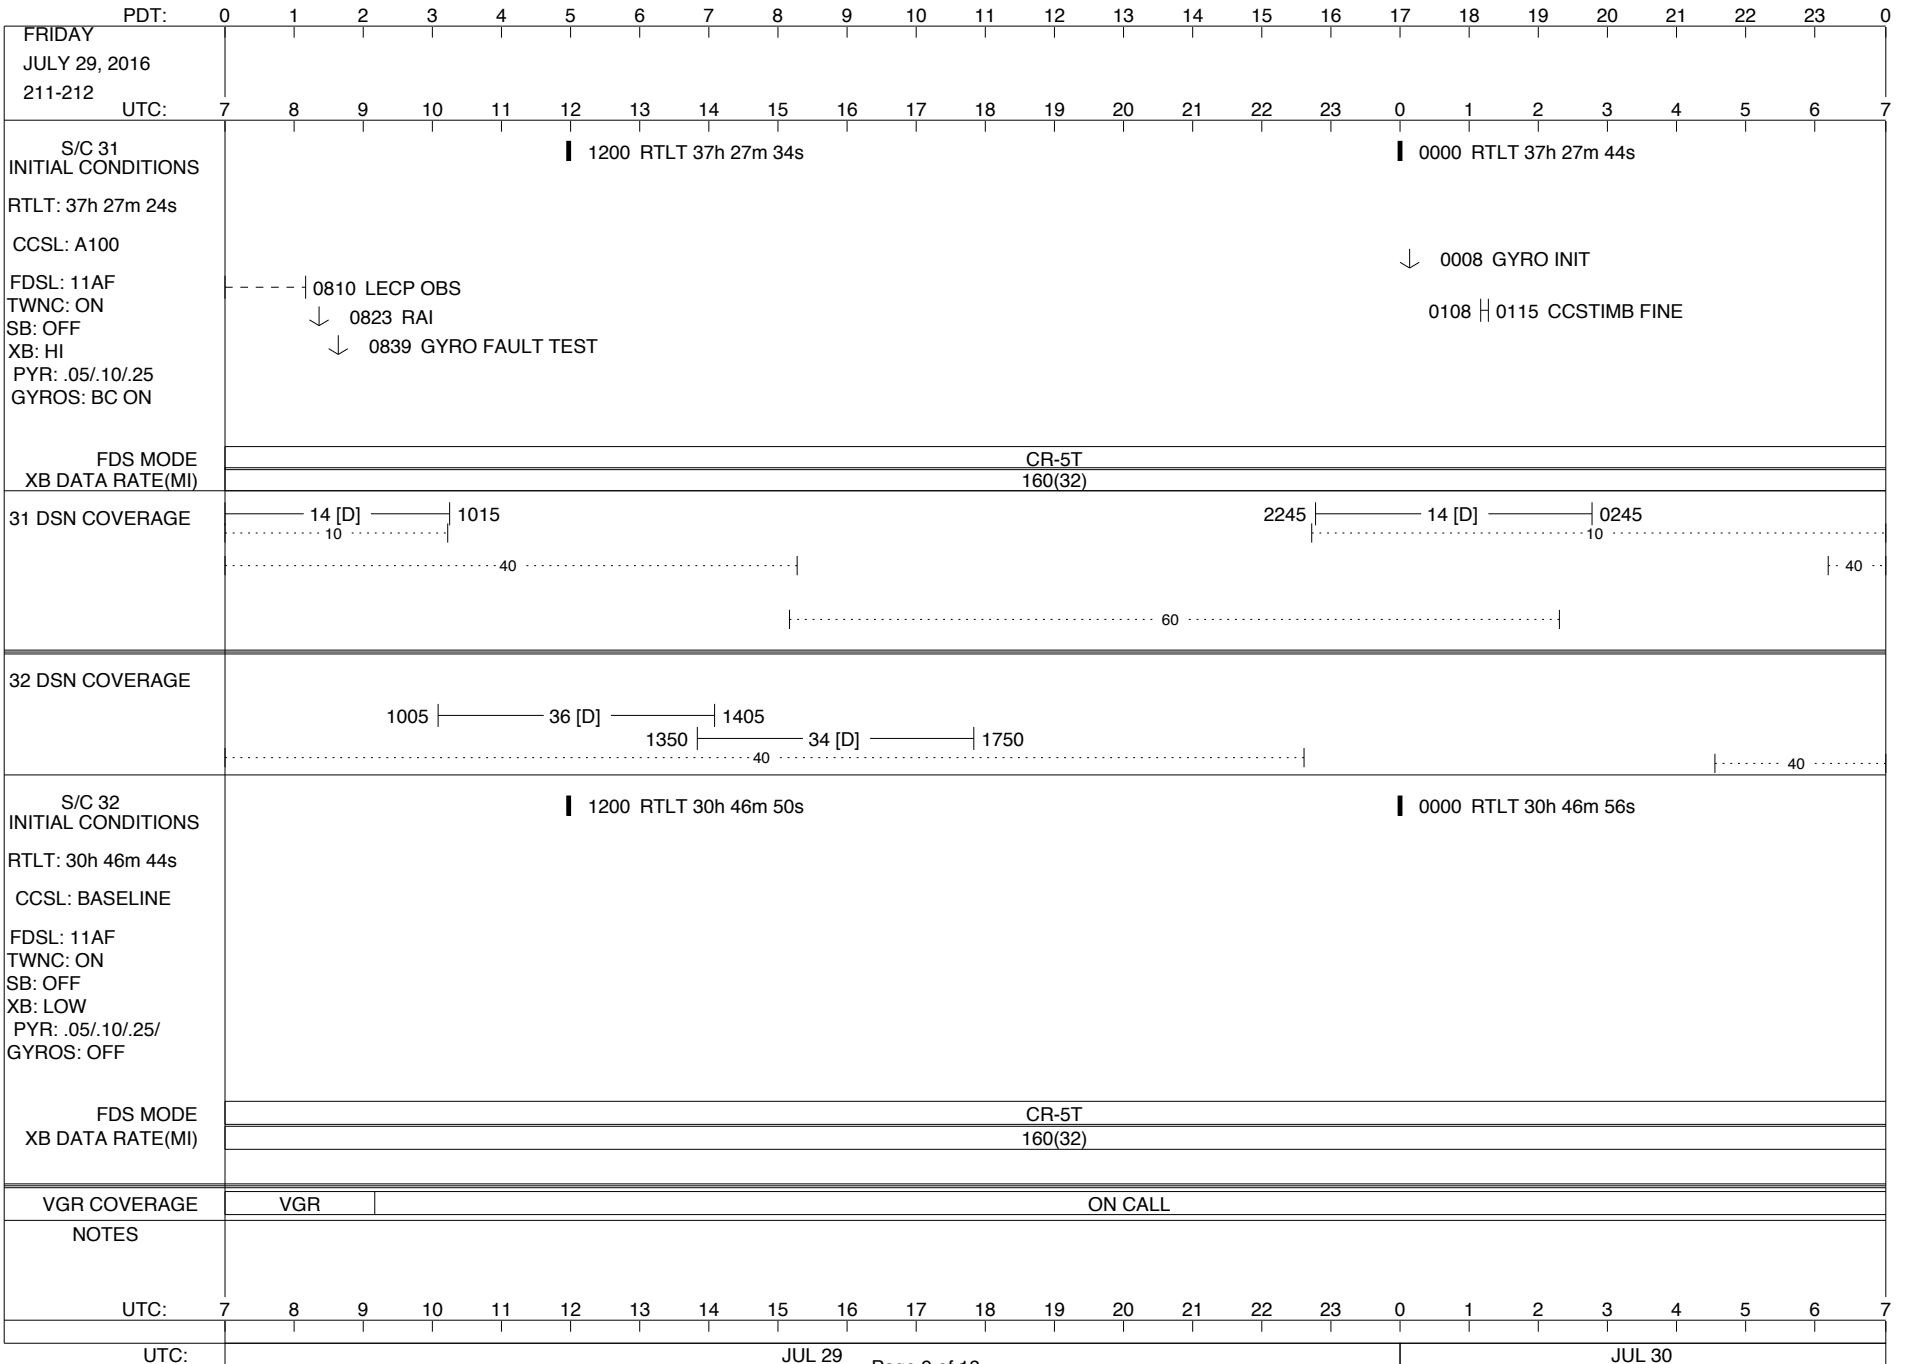 PDT: 0 1 2 3 4 5 6 7 8 9 10 11 12 13 14 15 16 17 18 19 20 21 22 23 0
FRIDAY
JULY 29, 2016
211-212
UTC: 7 8 9 10 11 12 13 14 15 16 17 18 19 20 21 22 23 0 1 2 3 4 5 6 7
S/C 31
INITIAL CONDITIONS
1200 RTLT 37h 27m 34s
0000 RTLT 37h 27m 44s
RTLT: 37h 27m 24s
CCSL: A100
0008 GYRO INIT
FDSL: 11AF
0810 LECP OBS
TWNC: ON
0108 0115 CCSTIMB FINE
0823 RAI
SB: OFF
XB: HI
0839 GYRO FAULT TEST
PYR: .05/.10/.25
GYROS: BC ON
FDS MODE CR-5T
XB DATA RATE(MI) 160(32)
31 DSN COVERAGE 14 [D] 1015 2245 14 [D] 0245
10 10
40 40
60
32 DSN COVERAGE
1005 36 [D] 1405
1350 34 [D] 1750
40 40
S/C 32
INITIAL CONDITIONS
1200 RTLT 30h 46m 50s
0000 RTLT 30h 46m 56s
RTLT: 30h 46m 44s
CCSL: BASELINE
FDSL: 11AF
TWNC: ON
SB: OFF
XB: LOW
PYR: .05/.10/.25/
GYROS: OFF
FDS MODE CR-5T
XB DATA RATE(MI) 160(32)
VGR COVERAGE VGR ON CALL
NOTES
UTC: 7 8 9 10 11 12 13 14 15 16 17 18 19 20 21 22 23 0 1 2 3 4 5 6 7
UTC: JUL 29 JUL 30